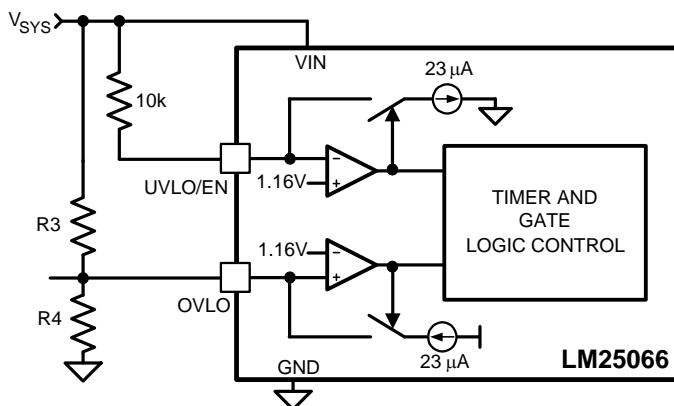 VSYS
VIN
23 μA
10k
UVLO/EN
1.16V
−
+
TIMER AND
GATE
LOGIC CONTROL
R3
1.16V
−
+
OVLO
R4
23 μA
GND
LM25066